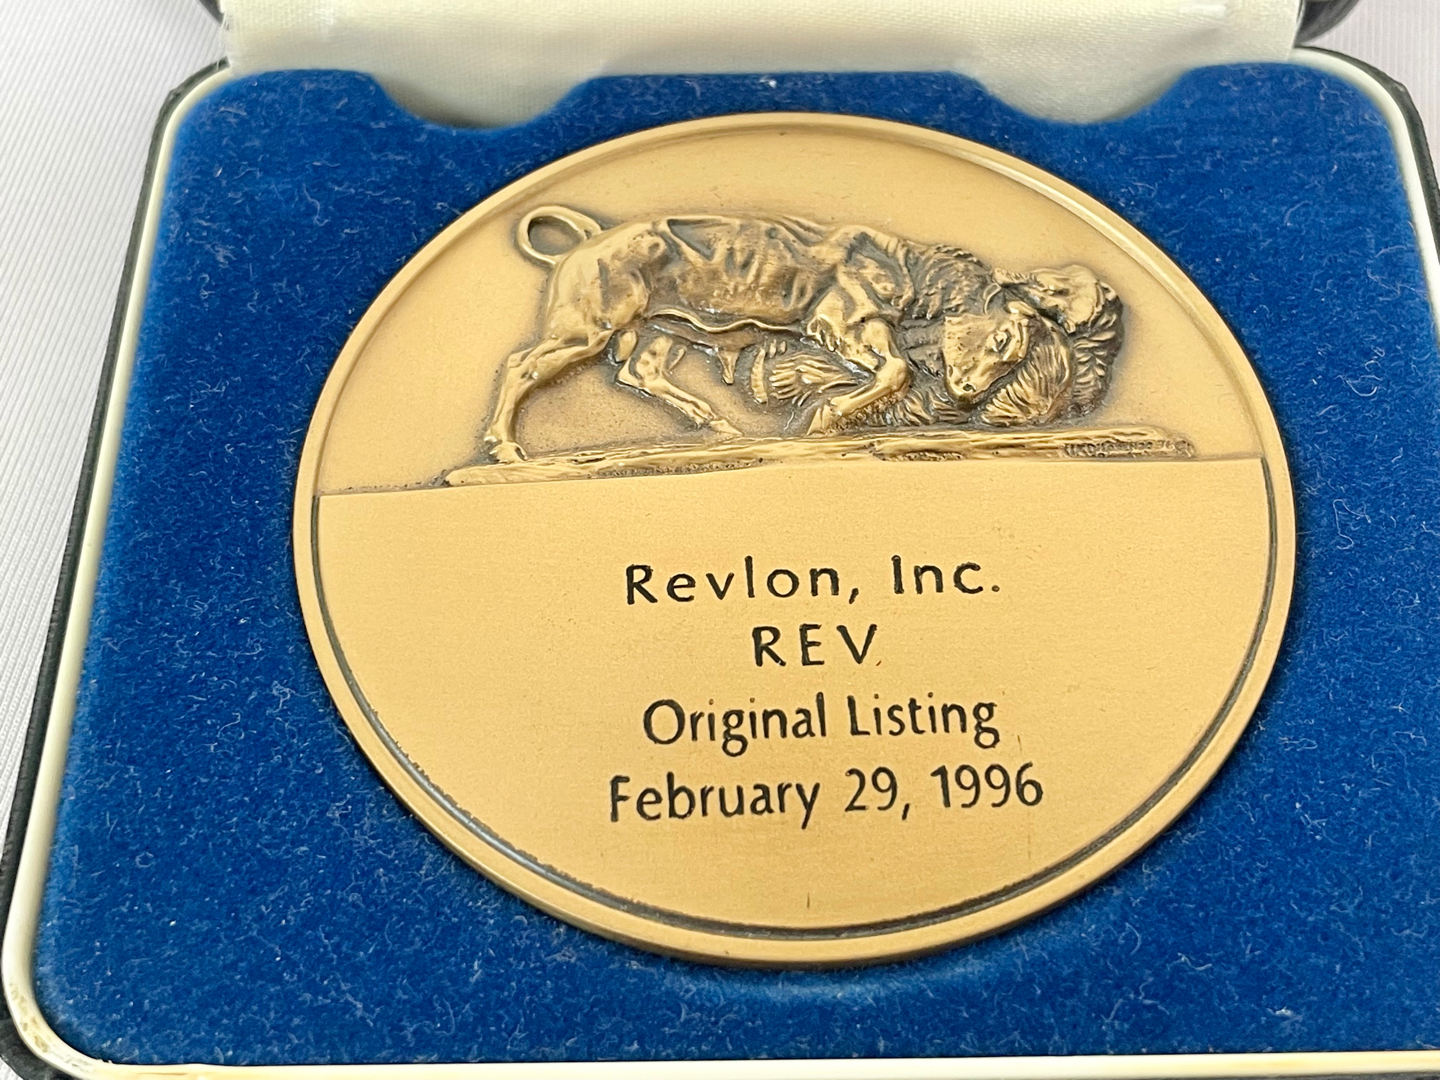 Revlon, Inc.
REV
Original Listing
February 29, 1996